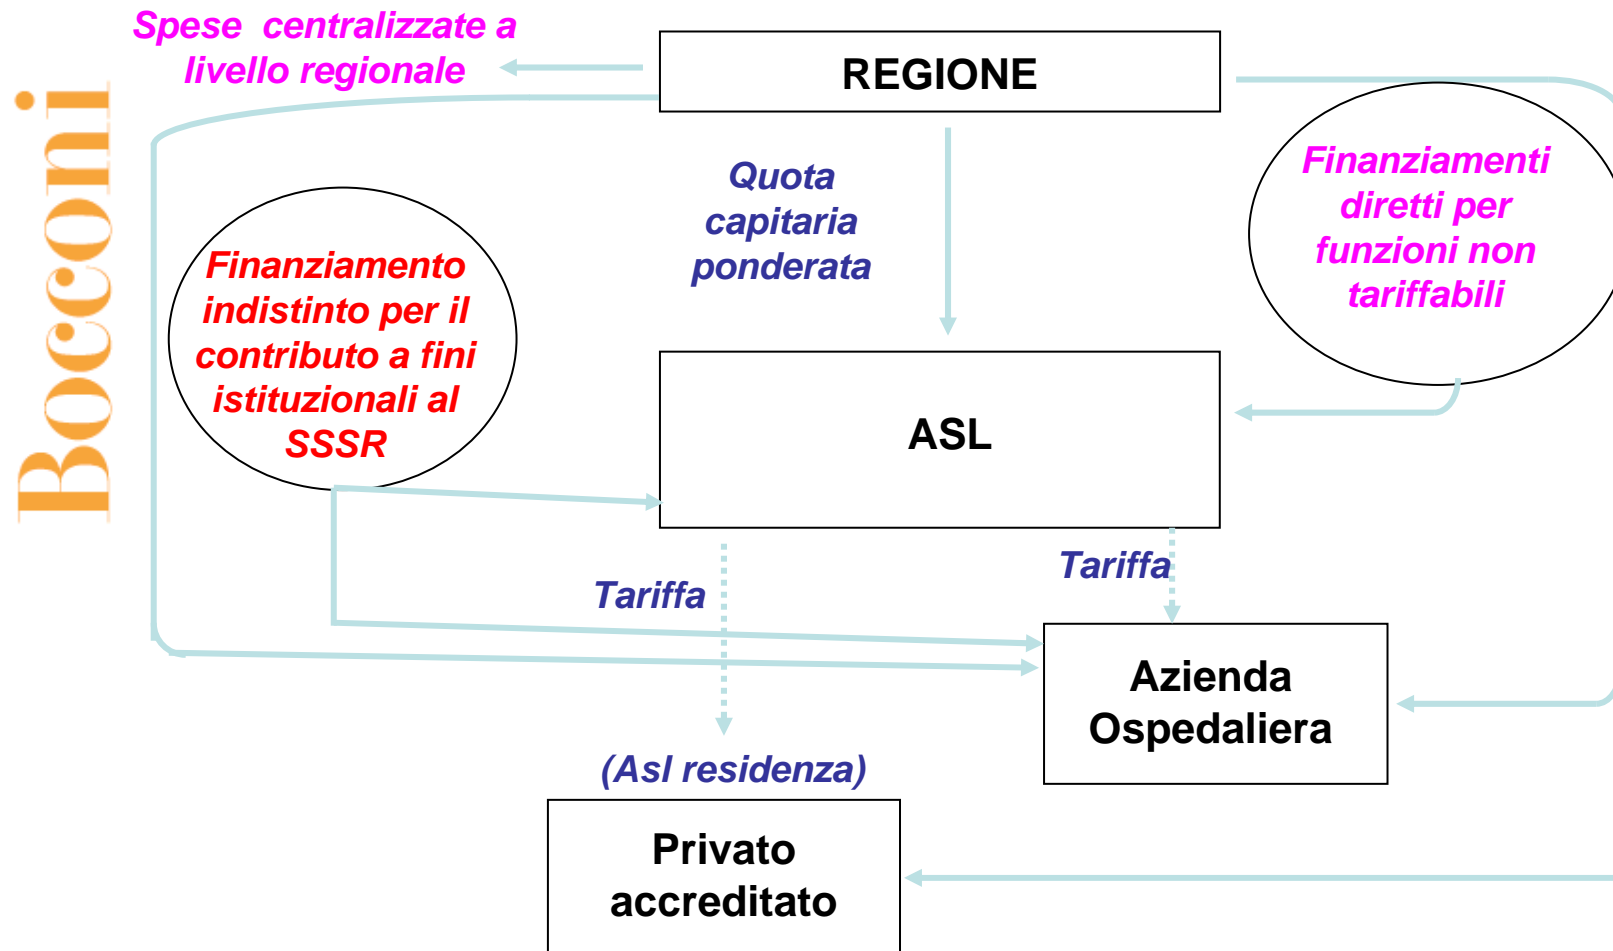 Bocconi
Spese centralizzate a
livello regionale
REGIONE
Quota
capitaria
ponderata
Finanziamenti
diretti per
funzioni non
tariffabili
Finanziamento
indistinto per il
contributo a fini
istituzionali al
SSSR
ASL
Tariffa
Tariffa
Azienda
Ospedaliera
(Asl residenza)
Privato
accreditato